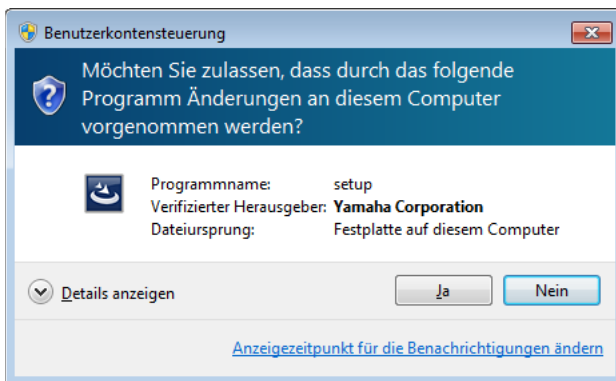 Benutzerkontensteuerung
Möchten Sie zulassen, dass durch das folgende
Programm Änderungen an diesem Computer
vorgenommen werden?
Programmname: setup
Verifizierter Herausgeber: Yamaha Corporation
Dateiursprung: Festplatte auf diesem Computer
Details anzeigen Ja Nein
Anzeigezeitpunkt für die Benachrichtigungen ändern